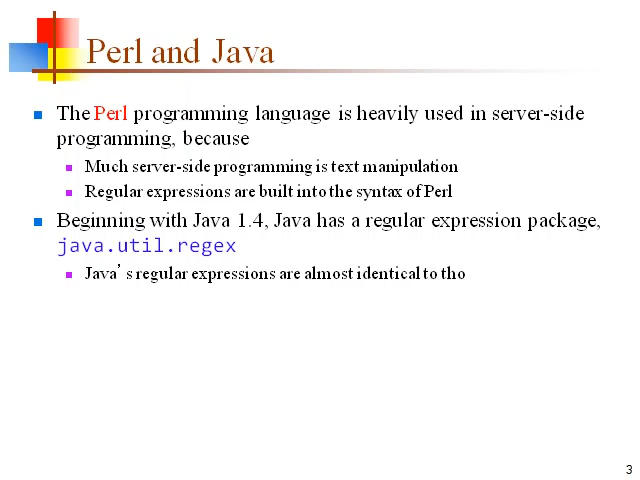 Perl and Java
The Perl programming language is heavily used in server-side
programming, because
Much server-side programming is text manipulation
Regular expressions are built into the syntax of Perl
Beginning with Java 1.4, Java has a regular expression package,
java.util.regex
Java’s regular expressions are almost identical to tho
3